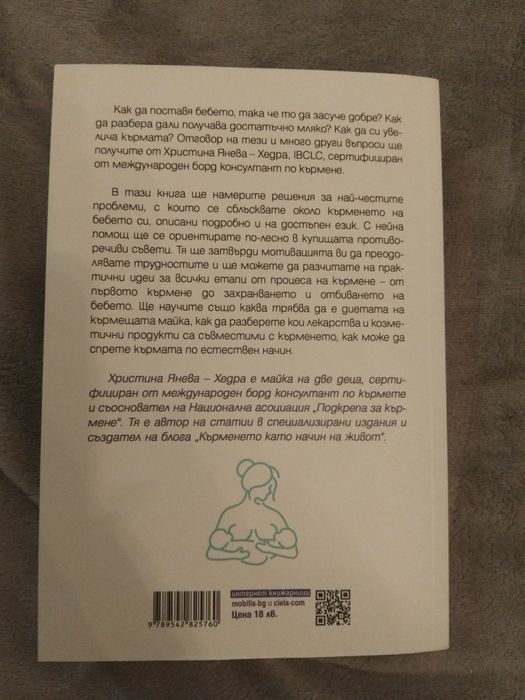 Как да поставя бебето, така че то да засуче добре? Как
да разбера дали получава достатъчно мляко? Как да си уве-
лича кърмата? Отговор на тези и много други въпроси ще
получите от Христина Янева – Хедра, IBCLC, сертифициран
от международен борд консултант по кърмене.
В тази книга ще намерите решения за най-честите
проблеми, с които се сблъсквате около кърменето на
бебето си, описани подробно и на достъпен език. С нейна
помощ ще се ориентирате по-лесно в купищата противо-
речиви съвети. Тя ще затвърди мотивацията ви да преодо-
лявате трудностите и ще можете да разчитате на прак-
тични идеи за всички етапи от процеса на кърмене – от
първото кърмене до захранването и отбиването на
бебето. Ще научите също каква трябва да е диетата на
кърмещата майка, как да разберете кои лекарства и козме-
тични продукти са съвместими с кърменето, как може да
спрете кърмата по естествен начин.
Христина Янева – Хедра е майка на две деца, серти-
фициран от международен борд консултант по кърмете
и съосновател на Национална асоциация „Подкрепа за кър-
мене“. Тя е автор на статии в специализирани издания и
създател на блога „Кърменето като начин на живот“.
интернет книжарници
mobilis.bg и ciela.com
Цена 18 лв.
9 789542 825760